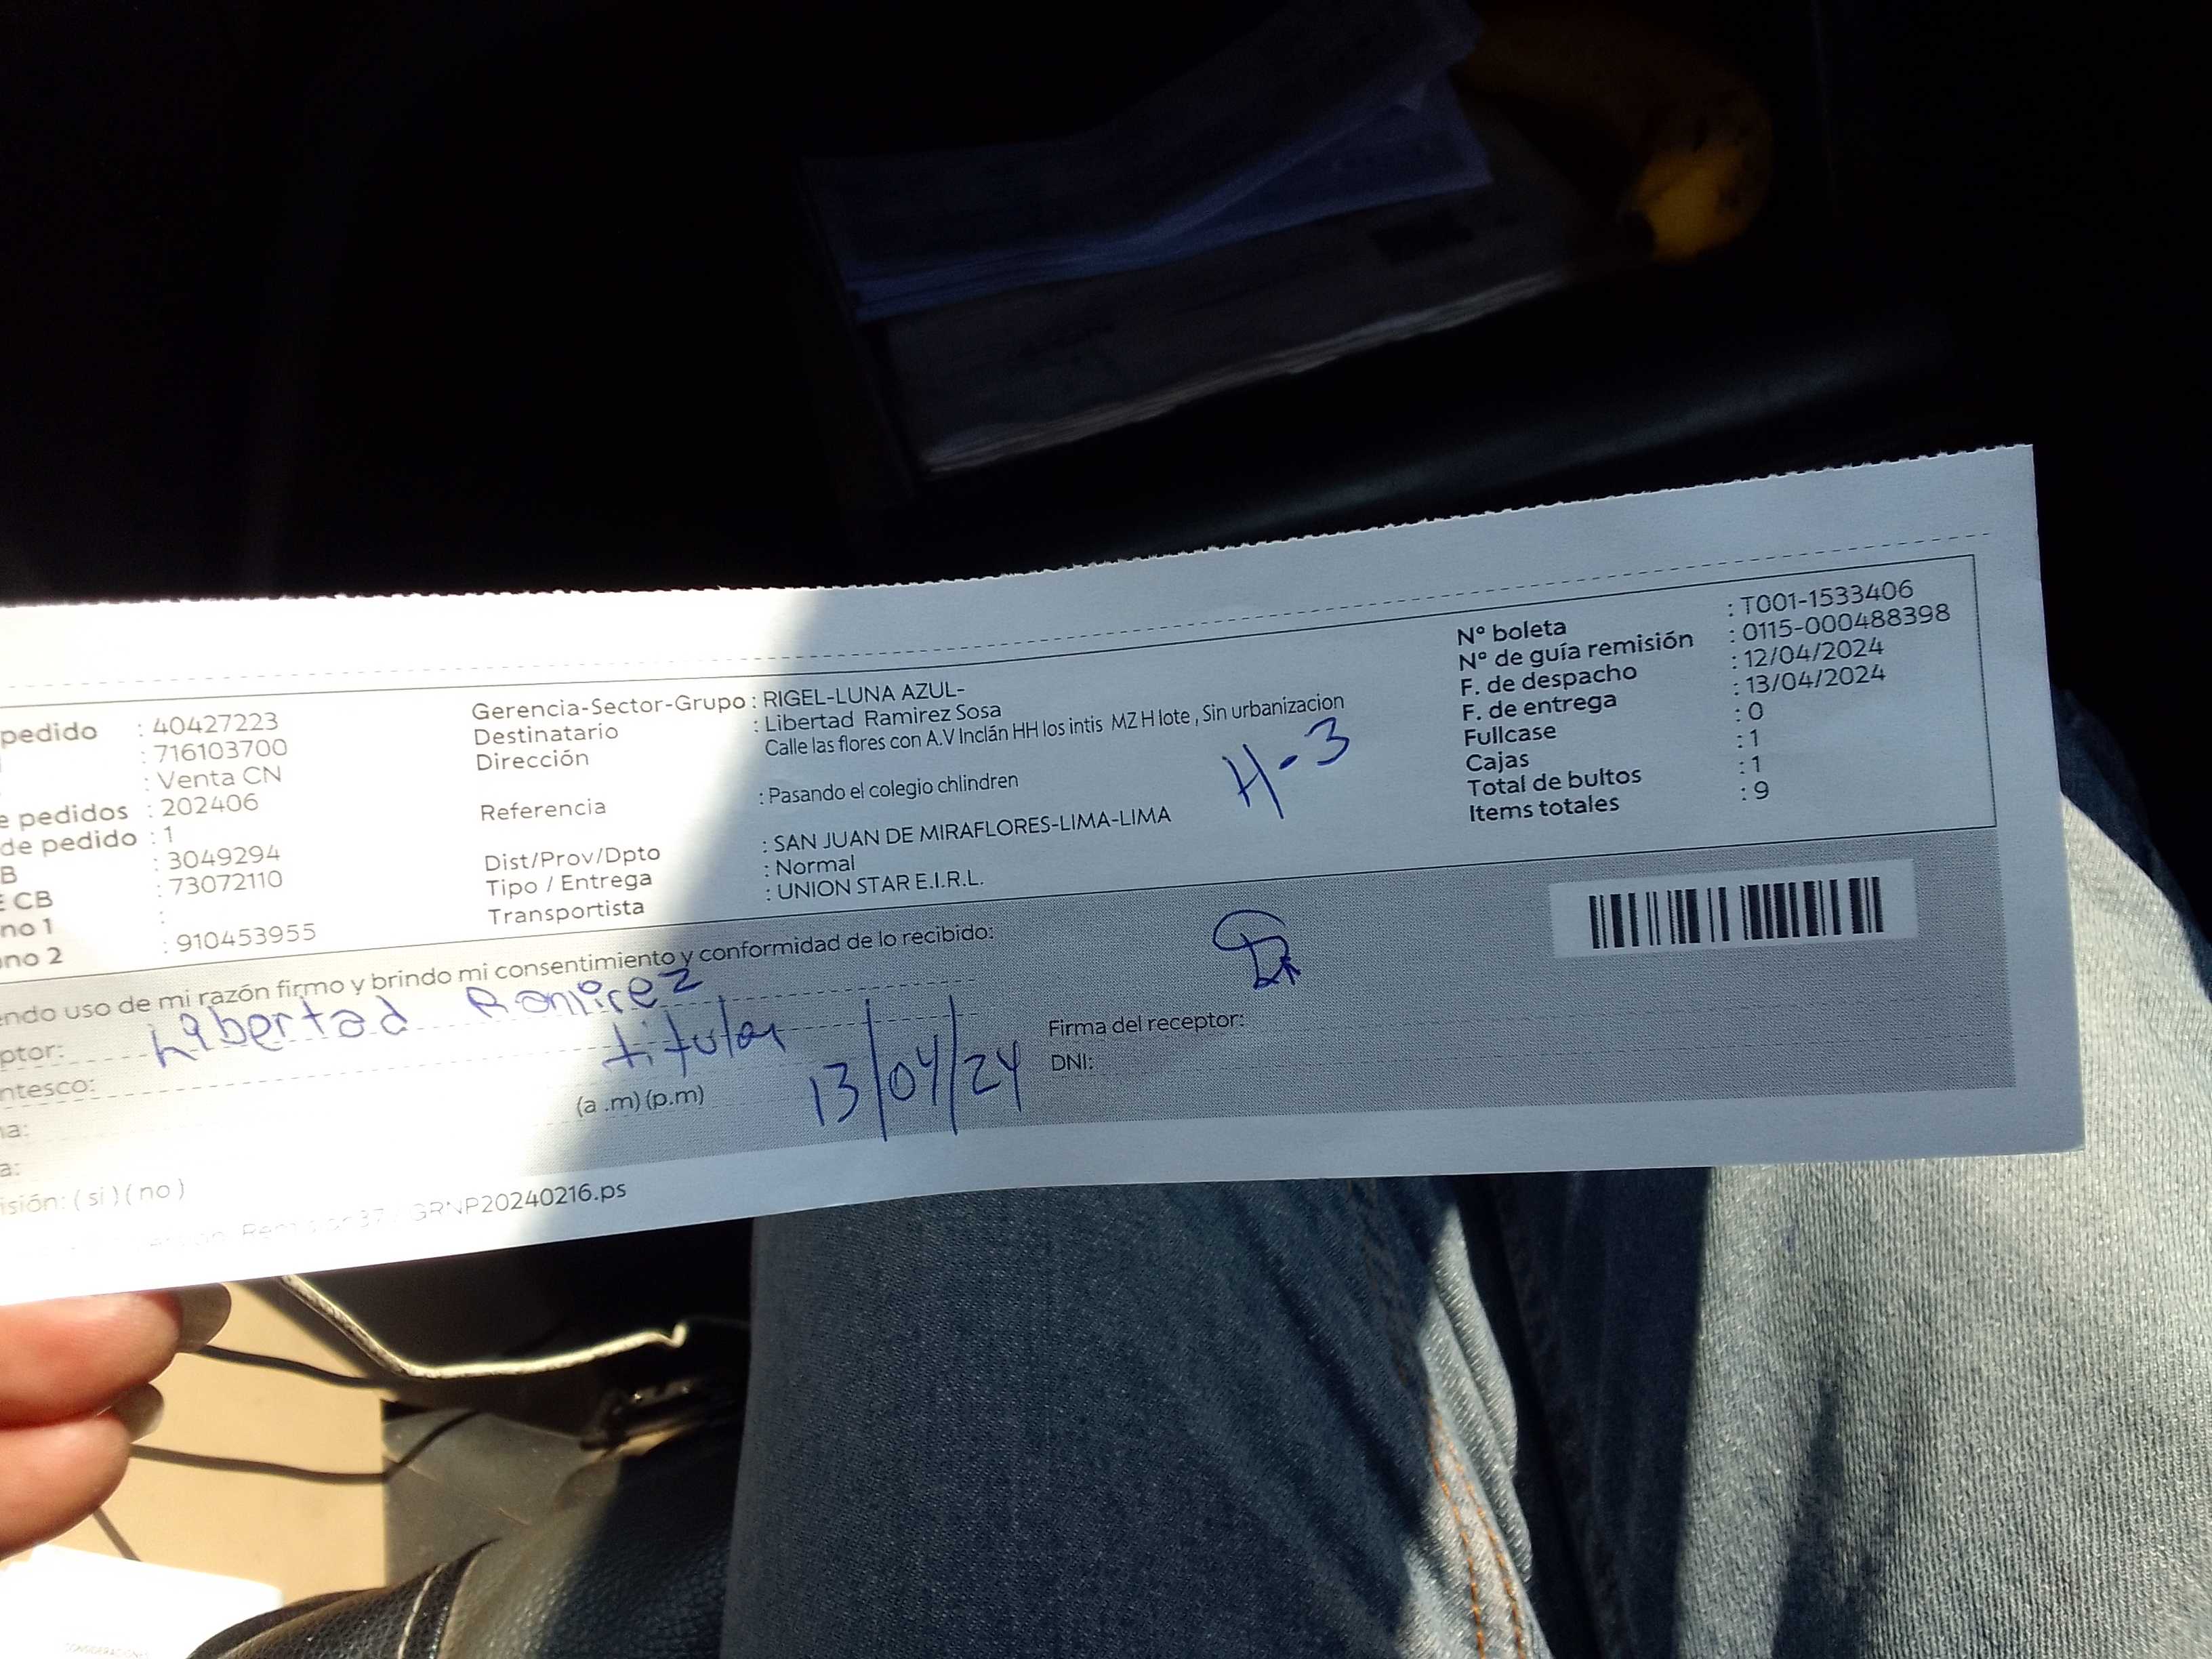 pedido : 40427223
: 716103700
: Venta CN
e pedidos : 202406
de pedido : 1
B : 3049294
E CB : 73072110
no 1 :
no 2 : 910453955
Gerencia-Sector-Grupo : RIGEL-LUNA AZUL-
Destinatario : Libertad Ramirez Sosa
Dirección Calle las flores con A.V Inclán HH los intis MZ H lote , Sin urbanizacion
H-3
Referencia : Pasando el colegio chlindren
Dist/Prov/Dpto : SAN JUAN DE MIRAFLORES-LIMA-LIMA
Tipo / Entrega : Normal
Transportista : UNION STAR E.I.R.L.
Nº boleta : T001-1533406
Nº de guía remisión : 0115-000488398
F. de despacho : 12/04/2024
F. de entrega : 13/04/2024
Fullcase : 0
Cajas : 1
Total de bultos : 1
Items totales : 9
endo uso de mi razón firmo y brindo mi consentimiento y conformidad de lo recibido:
ptor: Libertad Ramirez
ntesco: titular
na: (a .m) (p.m) 13/04/24
a:
isión: ( si ) ( no )
Firma del receptor:
DNI:
GRNP20240216.ps